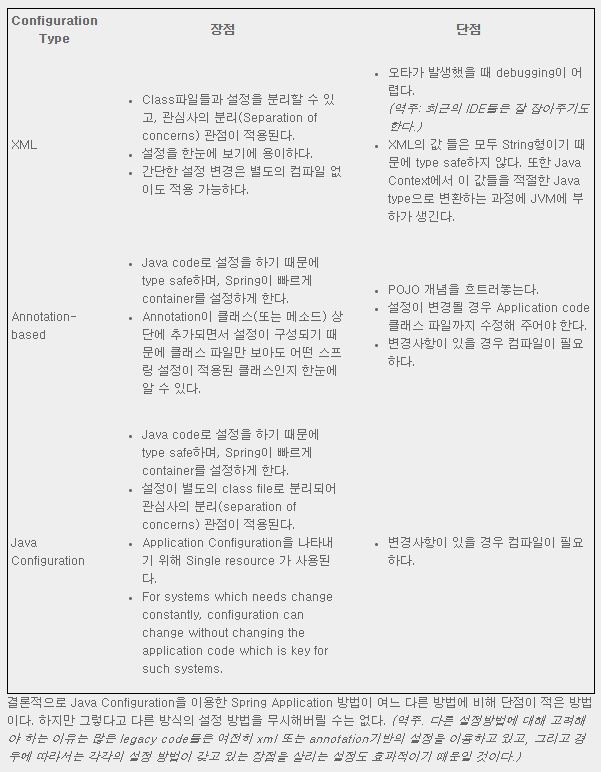 Configuration
Type
장점
단점
XML
• Class파일들과 설정을 분리할 수 있
고, 관심사의 분리(Separation of
concerns) 관점이 적용된다.
• 설정을 한눈에 보기에 용이하다.
• 간단한 설정 변경은 별도의 컴파일 없
이도 적용 가능하다.
• 오타가 발생했을 때 debugging이 어
렵다.
(역주: 최근의 IDE들은 잘 잡아주기도
한다.)
• XML의 값 들은 모두 String형이기 때
문에 type safe하지 않다. 또한 Java
Context에서 이 값들을 적절한 Java
type으로 변환하는 과정에 JVM에 부
하가 생긴다.
Annotation-
based
• Java code로 설정을 하기 때문에
type safe하며, Spring이 빠르게
container를 설정하게 한다.
• Annotation이 클래스(또는 메소드) 상
단에 추가되면서 설정이 구성되기 때
문에 클래스 파일만 보아도 어떤 스프
링 설정이 적용된 클래스인지 한눈에
알 수 있다.
• POJO 개념을 흐트러놓는다.
• 설정이 변경될 경우 Application code
클래스 파일까지 수정해 주어야 한다.
• 변경사항이 있을 경우 컴파일이 필요
하다.
Java
Configuration
• Java code로 설정을 하기 때문에
type safe하며, Spring이 빠르게
container를 설정하게 한다.
• 설정이 별도의 class file로 분리되어
관심사의 분리(separation of
concerns) 관점이 적용된다.
• Application Configuration을 나타내
기 위해 Single resource 가 사용된
다.
• For systems which needs change
constantly, configuration can
change without changing the
application code which is key for
such systems.
• 변경사항이 있을 경우 컴파일이 필요
하다.
결론적으로 Java Configuration을 이용한 Spring Application 방법이 여느 다른 방법에 비해 단점이 적은 방법
이다. 하지만 그렇다고 다른 방식의 설정 방법을 무시해버릴 수는 없다. (역주. 다른 설정방법에 대해 고려해
야 하는 이유는 많은 legacy code들은 여전히 xml 또는 annotation기반의 설정을 이용하고 있고, 그리고 경
우에 따라서는 각각의 설정 방법이 갖고 있는 장점을 살리는 설정도 효과적이기 때문일 것이다.)